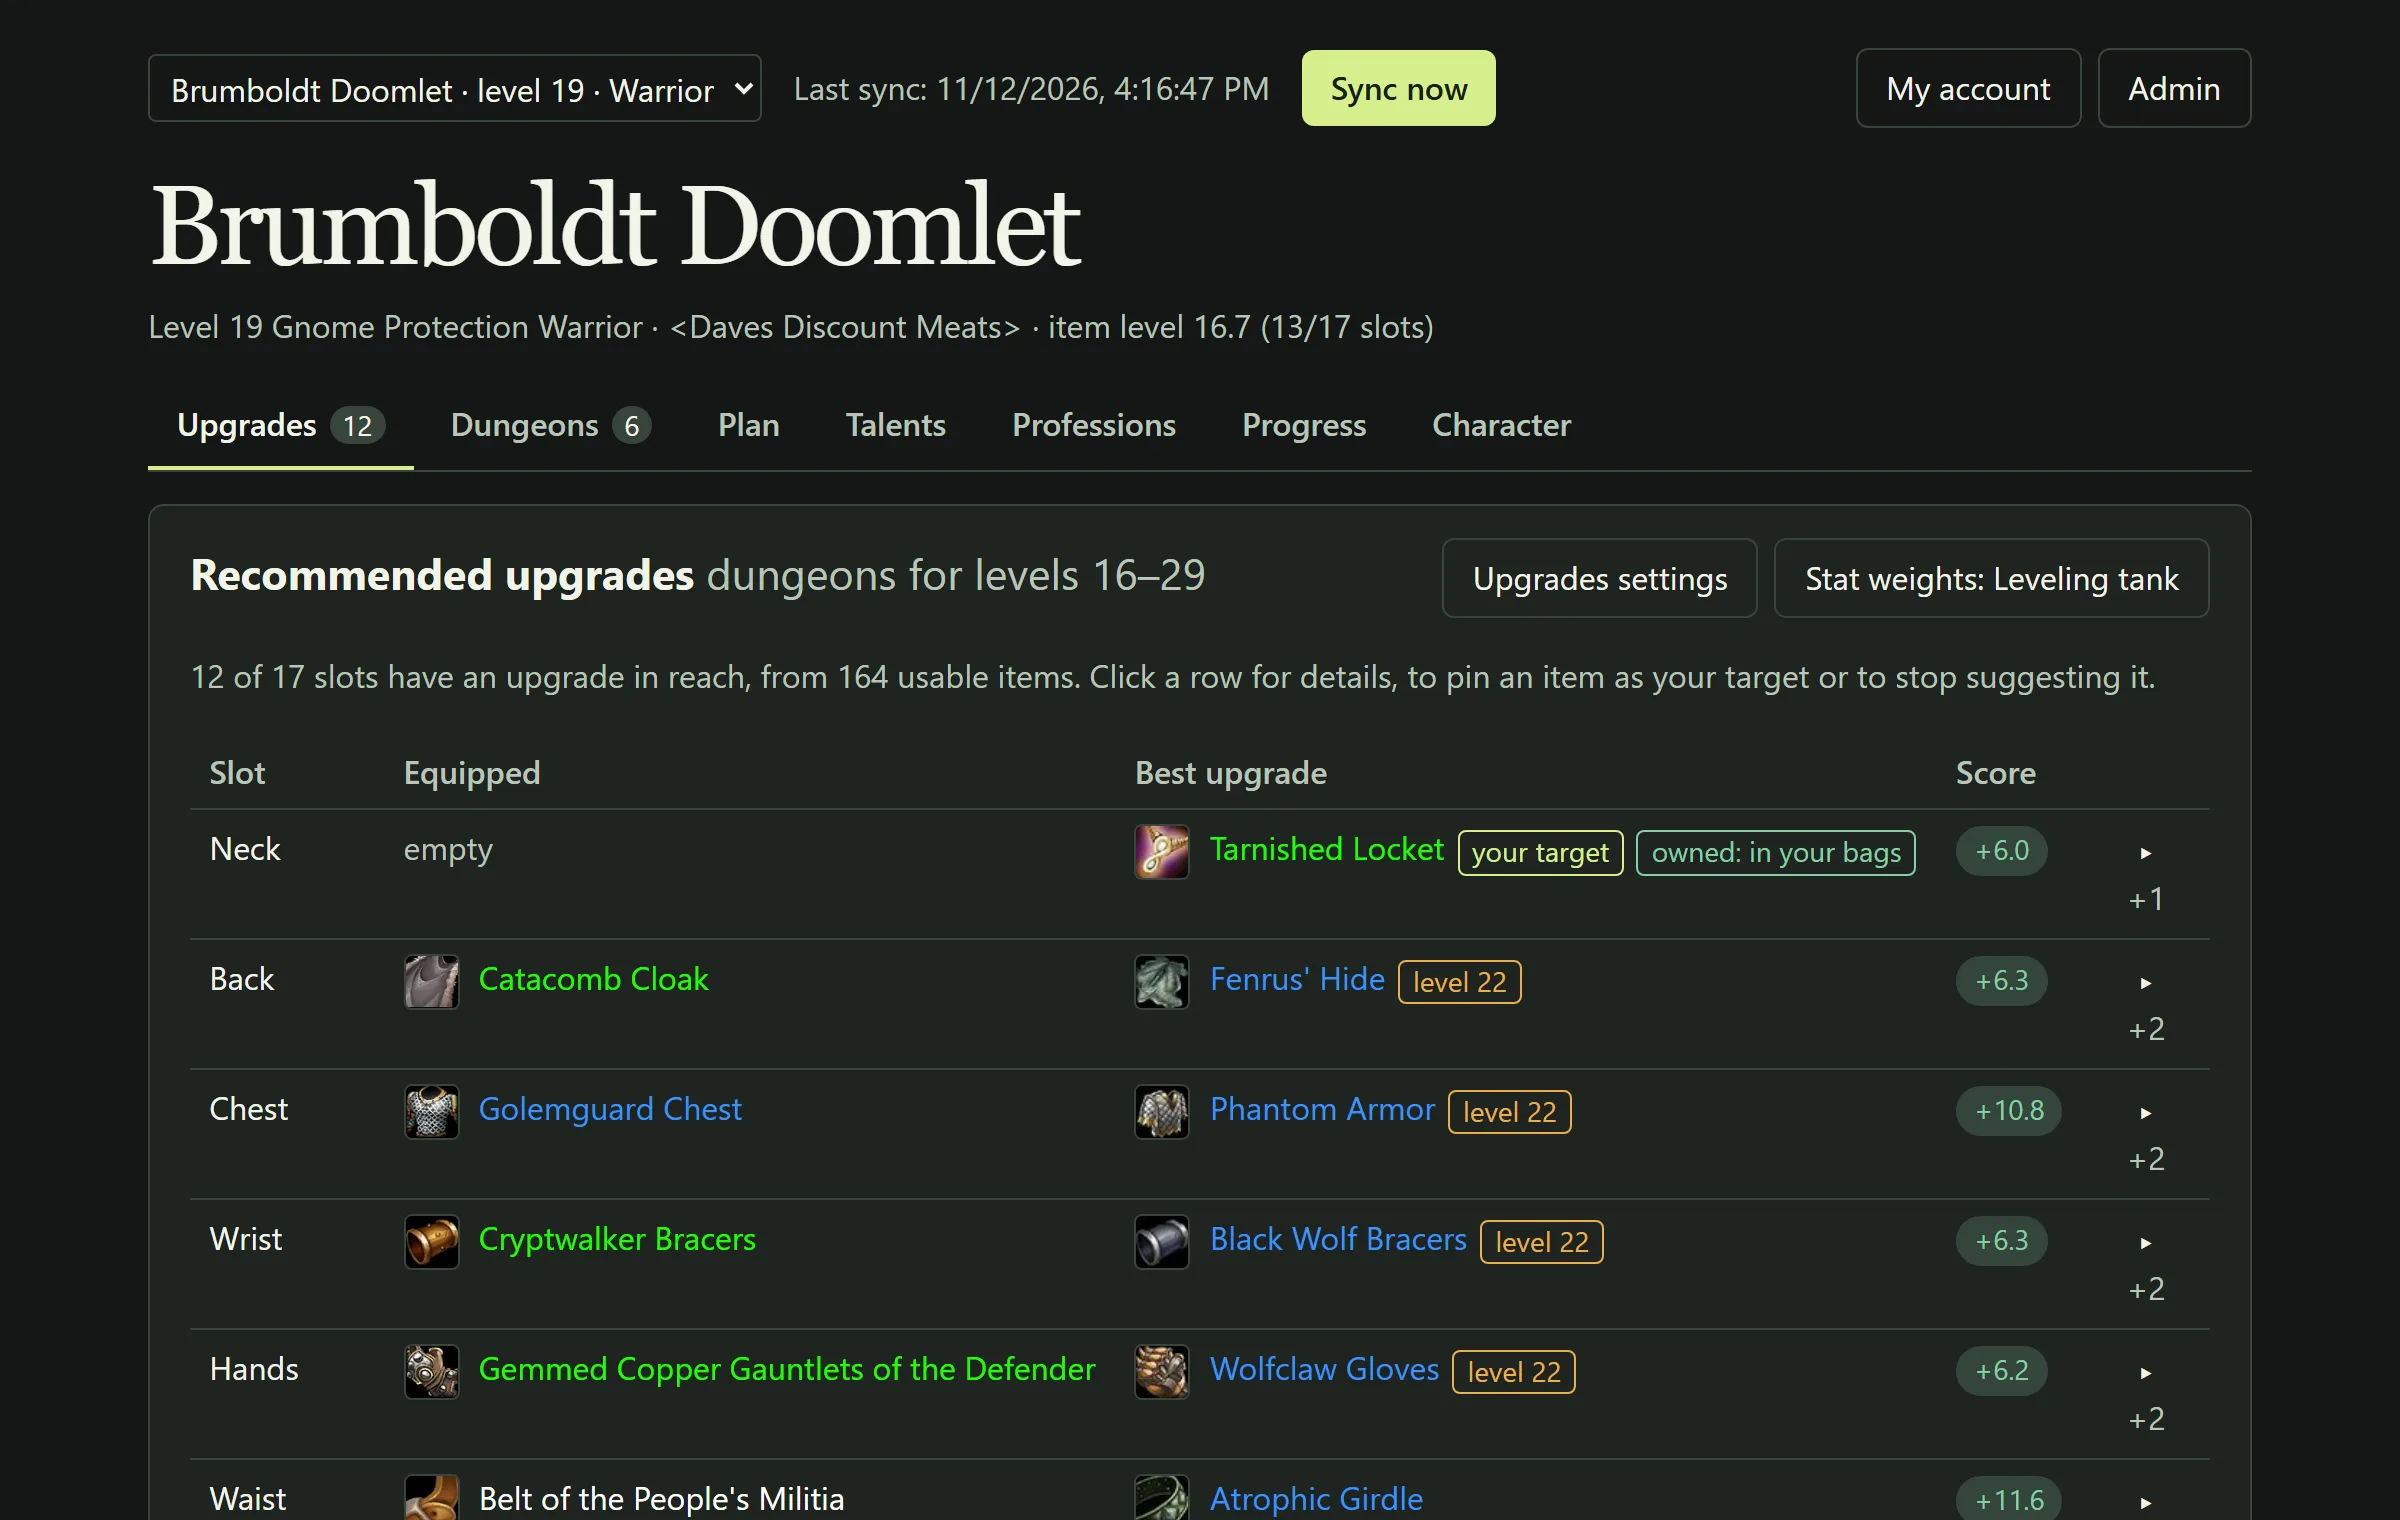 Brumboldt Doomlet · level 19 · Warrior
Last sync: 11/12/2026, 4:16:47 PM
Sync now
My account
Admin
Brumboldt Doomlet
Level 19 Gnome Protection Warrior · <Daves Discount Meats> · item level 16.7 (13/17 slots)
Upgrades 12
Dungeons 6
Plan
Talents
Professions
Progress
Character
Recommended upgrades dungeons for levels 16–29
Upgrades settings
Stat weights: Leveling tank
12 of 17 slots have an upgrade in reach, from 164 usable items. Click a row for details, to pin an item as your target or to stop suggesting it.
Slot Equipped Best upgrade Score
Neck empty Tarnished Locket your target owned: in your bags +6.0 ▸
+1
Back Catacomb Cloak Fenrus' Hide level 22 +6.3 ▸
+2
Chest Golemguard Chest Phantom Armor level 22 +10.8 ▸
+2
Wrist Cryptwalker Bracers Black Wolf Bracers level 22 +6.3 ▸
+2
Hands Gemmed Copper Gauntlets of the Defender Wolfclaw Gloves level 22 +6.2 ▸
+2
Waist Belt of the People's Militia Atrophic Girdle +11.6 ▸